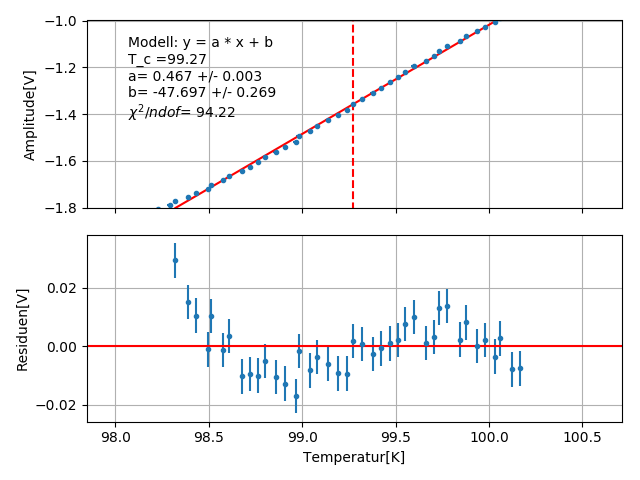 −1.0
−1.2
−1.4
−1.6
−1.8
Amplitude[V]
Modell: y = a * x + b
T_c =99.27
a= 0.467 +/- 0.003
b= -47.697 +/- 0.269
χ²/ndof= 94.22
0.02
0.00
−0.02
Residuen[V]
98.0 98.5 99.0 99.5 100.0 100.5
Temperatur[K]